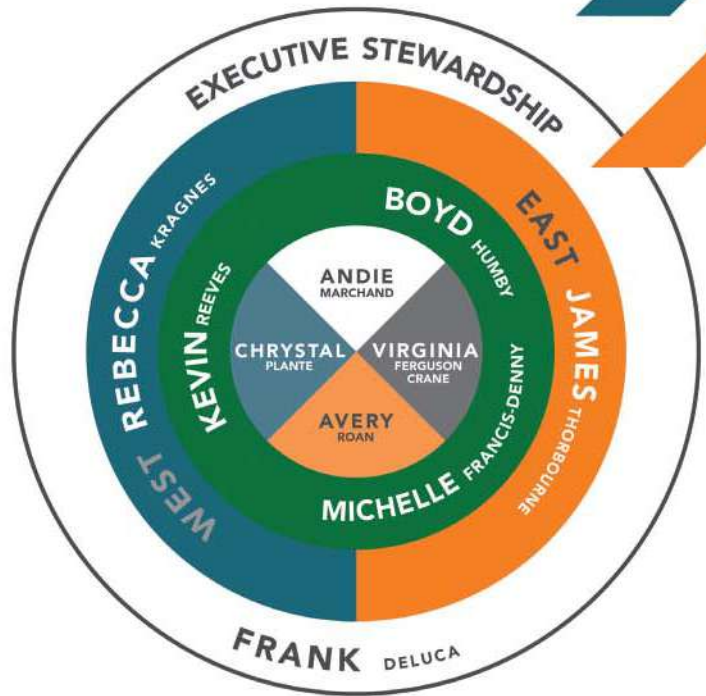 EXECUTIVE STEWARDSHIP
EAST JAMES THORBOURNE
WEST REBECCA KRAGNES
BOYD HUMBY
KEVIN REEVES
MICHELLE FRANCIS-DENNY
ANDIE
MARCHAND
CHRYSTAL
PLANTE
VIRGINIA
FERGUSON
CRANE
AVERY
ROAN
FRANK DELUCA